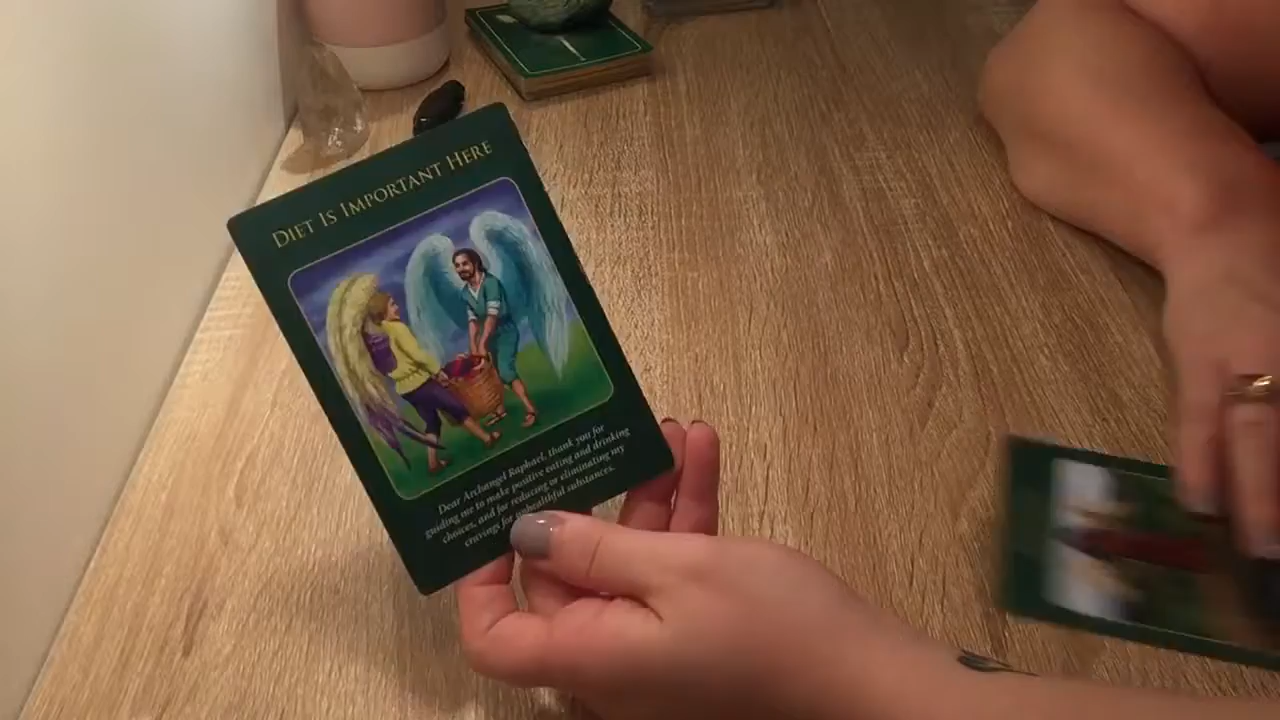 DIET IS IMPORTANT HERE
Dear Archangel Raphael, thank you for
guiding me to make positive eating and drinking
choices, and for reducing or eliminating my
cravings for unhealthful substances.